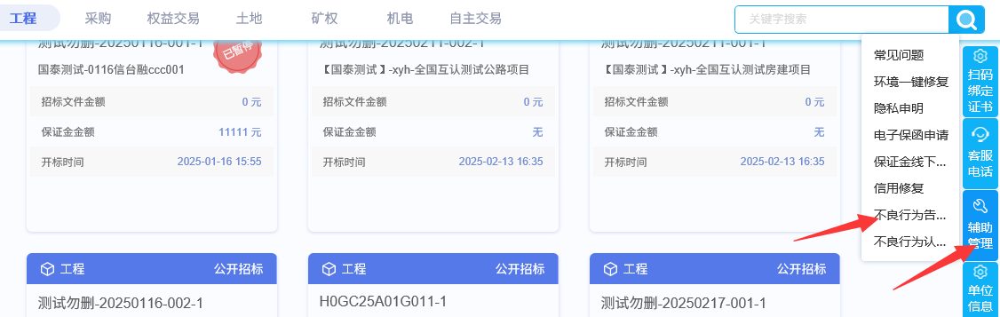 工程 采购 权益交易 土地 矿权 机电 自主交易 关键字搜索
测试勿删-20250116-001-1
已暂停
国泰测试-0116信台融ccc001
招标文件金额 0 元
保证金金额 11111 元
开标时间 2025-01-16 15:55
测试勿删-20250211-002-1
【国泰测试】-xyh-全国互认测试公路项目
招标文件金额 0 元
保证金金额 无
开标时间 2025-02-13 16:35
测试勿删-20250211-001-1
【国泰测试】-xyh-全国互认测试房建项目
招标文件金额 0 元
保证金金额 无
开标时间 2025-02-13 16:35
常见问题
环境一键修复
隐私申明
电子保函申请
保证金线下...
信用修复
不良行为告...
不良行为认...
扫码
绑定
证书
客服
电话
辅助
管理
单位
信息
工程 公开招标
测试勿删-20250116-002-1
工程 公开招标
H0GC25A01G011-1
工程 公开招标
测试勿删-20250217-001-1